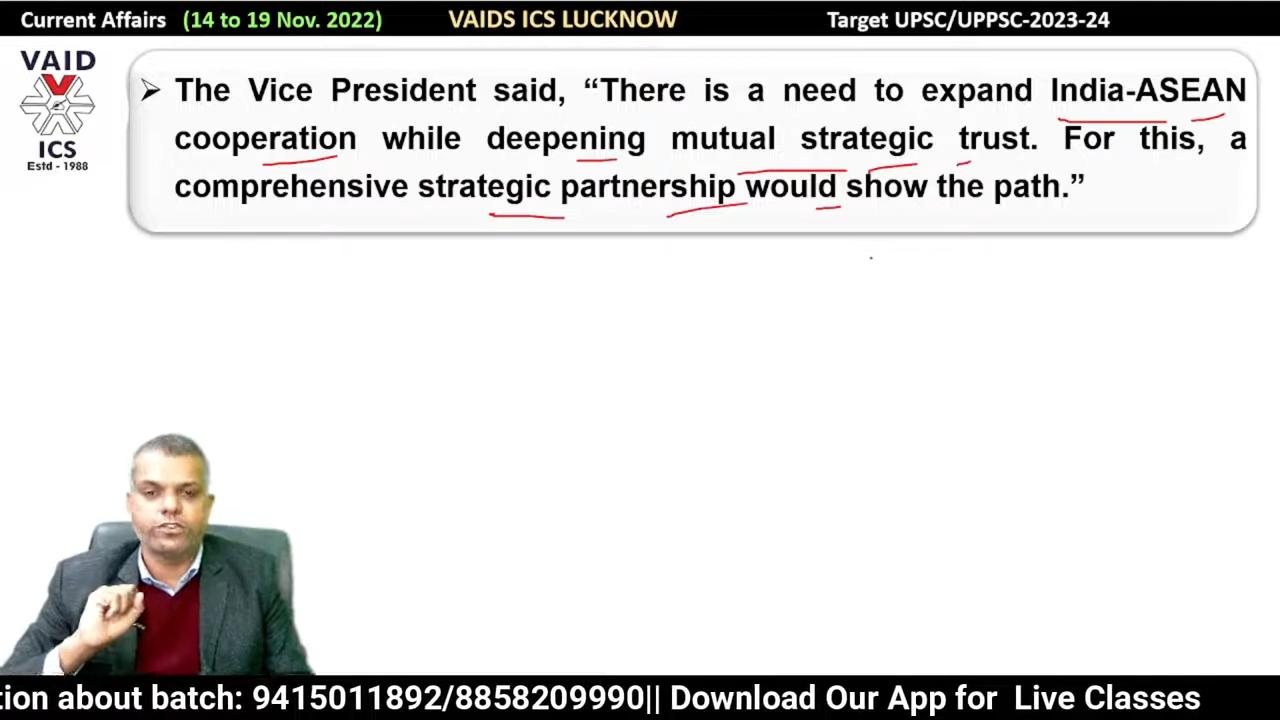 Current Affairs (14 to 19 Nov. 2022) VAIDS ICS LUCKNOW Target UPSC/UPPSC-2023-24
VAID
ICS
Estd - 1988
➢ The Vice President said, “There is a need to expand India-ASEAN
cooperation while deepening mutual strategic trust. For this, a
comprehensive strategic partnership would show the path.”
tion about batch: 9415011892/8858209990|| Download Our App for Live Classes